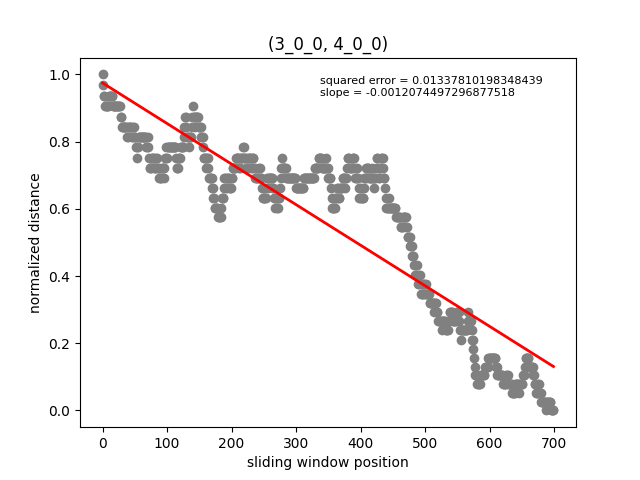 (3_0_0, 4_0_0)
squared error = 0.01337810198348439
slope = -0.0012074497296877518
1.0
0.8
0.6
0.4
0.2
0.0
normalized distance
0 100 200 300 400 500 600 700
sliding window position